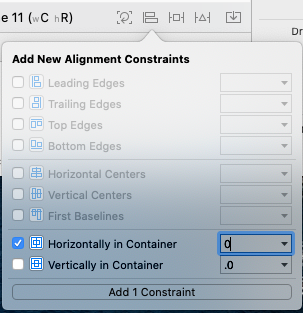 e 11 (wC hR)
Dr
Add New Alignment Constraints
Leading Edges
Trailing Edges
Top Edges
Bottom Edges
Horizontal Centers
Vertical Centers
First Baselines
Horizontally in Container 0
Vertically in Container .0
Add 1 Constraint